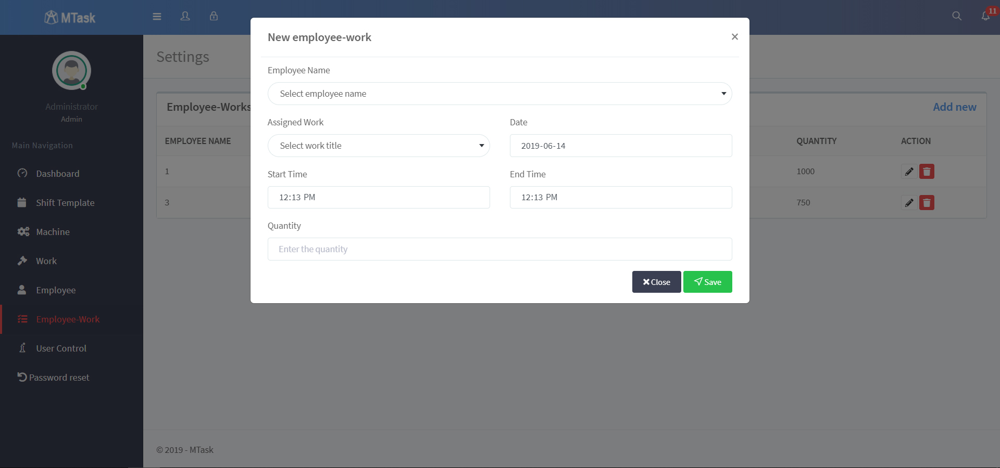 MTask
11
Administrator
Admin
Main Navigation
Dashboard
Shift Template
Machine
Work
Employee
Employee-Work
User Control
Password reset
Settings
Employee-Works
Add new
EMPLOYEE NAME
QUANTITY
ACTION
1
1000
3
750
New employee-work
×
Employee Name
Select employee name
Assigned Work
Date
Select work title
2019-06-14
Start Time
End Time
12:13 PM
12:13 PM
Quantity
Enter the quantity
Close
Save
© 2019 - MTask